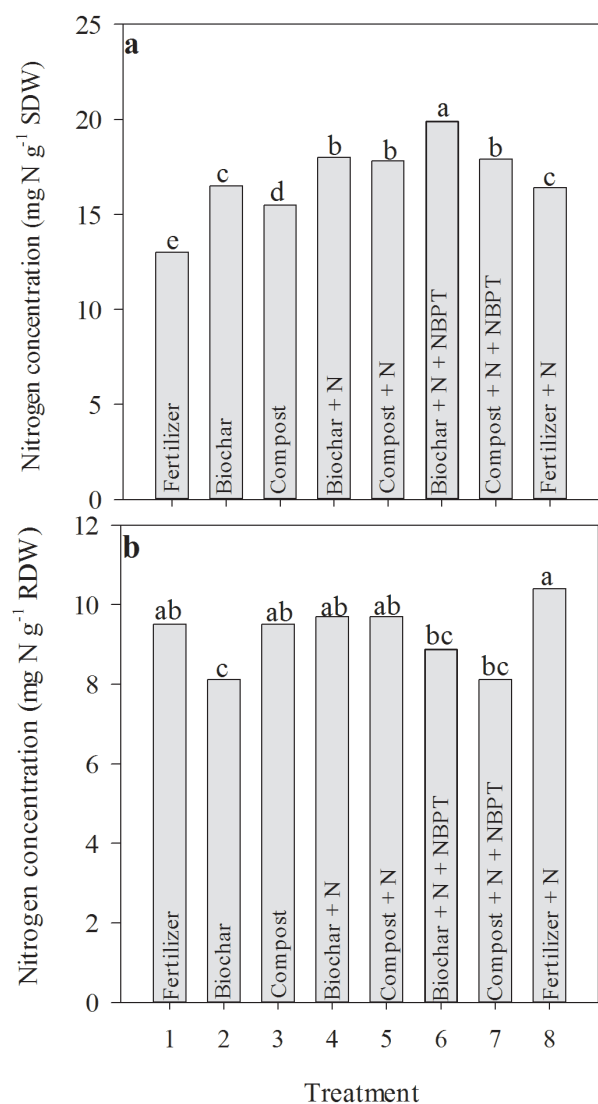 a
Nitrogen concentration (mg N g⁻¹ SDW)
25
20
15
10
5
0
e
c
d
b
b
a
b
c
Fertilizer
Biochar
Compost
Biochar + N
Compost + N
Biochar + N + NBPT
Compost + N + NBPT
Fertilizer + N
b
Nitrogen concentration (mg N g⁻¹ RDW)
12
10
8
6
4
2
0
ab
c
ab
ab
ab
bc
bc
a
Fertilizer
Biochar
Compost
Biochar + N
Compost + N
Biochar + N + NBPT
Compost + N + NBPT
Fertilizer + N
1 2 3 4 5 6 7 8
Treatment